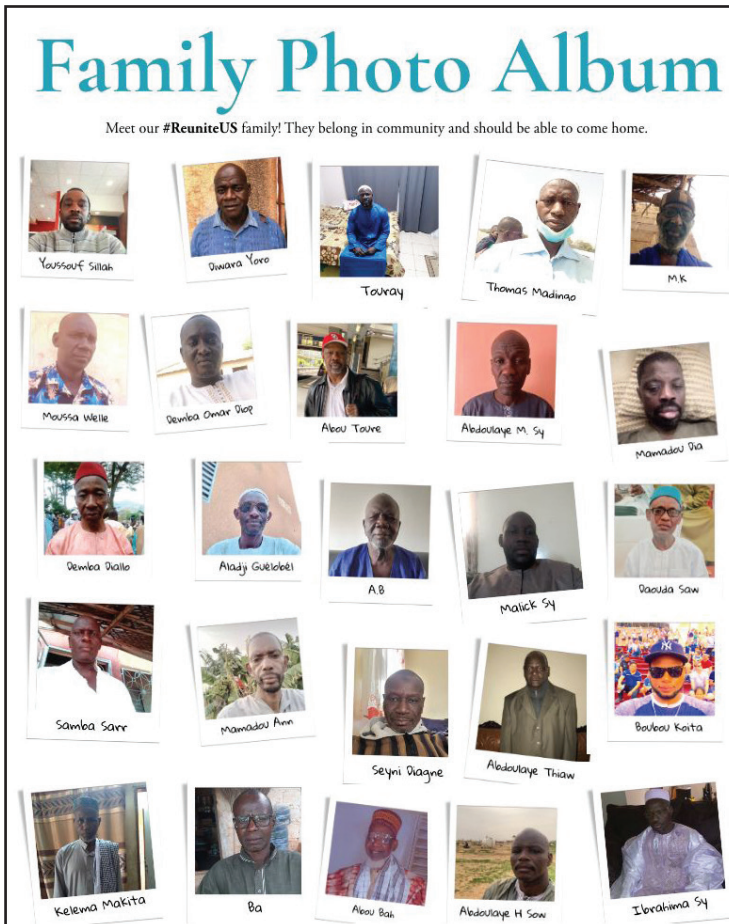 Family Photo Album
Meet our #ReuniteUS family! They belong in community and should be able to come home.
Youssouf Sillah
Diwara Yoro
Touray
Thomas Madingo
M.K
Moussa Welle
Demba Omar Diop
Abou Toure
Abdoulaye M. Sy
Mamadou Dia
Demba Diallo
Aladji Guélobél
A.B
Malick Sy
Daouda Saw
Samba Sarr
Mamadou Ann
Seyni Diagne
Abdoulaye Thiaw
Boubou Koita
Kelema Makita
Ba
Abou Bah
Abdoulaye H Sow
Ibrahima Sy